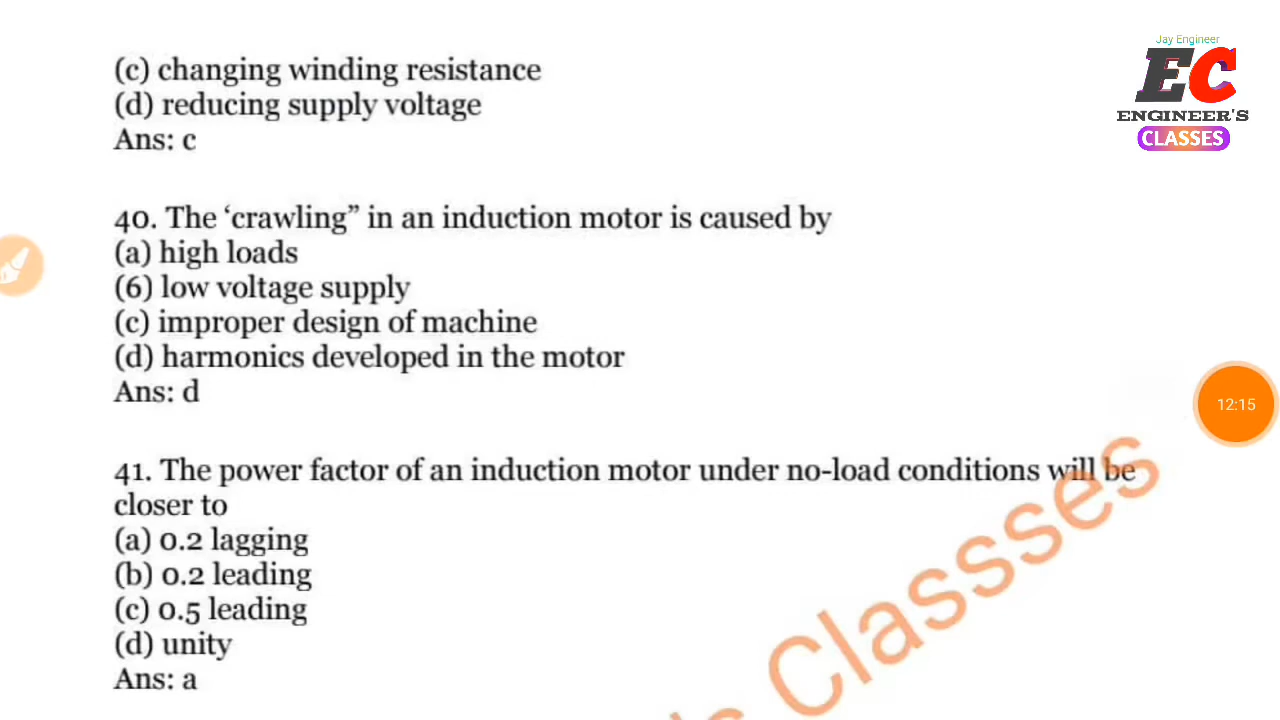 Jay Engineer
EC
ENGINEER'S
CLASSES
(c) changing winding resistance
(d) reducing supply voltage
Ans: c
40. The ‘crawling” in an induction motor is caused by
(a) high loads
(6) low voltage supply
(c) improper design of machine
(d) harmonics developed in the motor
Ans: d
12:15
41. The power factor of an induction motor under no-load conditions will be
closer to
(a) 0.2 lagging
(b) 0.2 leading
(c) 0.5 leading
(d) unity
Ans: a
Classses